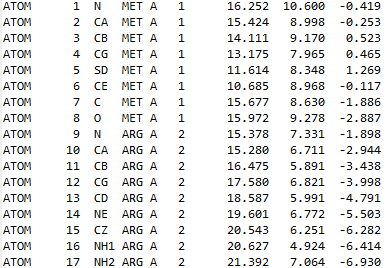 ATOM 1 N MET A 1 16.252 10.600 -0.419
ATOM 2 CA MET A 1 15.424 8.998 -0.253
ATOM 3 CB MET A 1 14.111 9.170 0.523
ATOM 4 CG MET A 1 13.175 7.965 0.465
ATOM 5 SD MET A 1 11.614 8.348 1.269
ATOM 6 CE MET A 1 10.685 8.968 -0.117
ATOM 7 C MET A 1 15.677 8.630 -1.886
ATOM 8 O MET A 1 15.972 9.278 -2.887
ATOM 9 N ARG A 2 15.378 7.331 -1.898
ATOM 10 CA ARG A 2 15.280 6.711 -2.944
ATOM 11 CB ARG A 2 16.475 5.891 -3.438
ATOM 12 CG ARG A 2 17.580 6.821 -3.998
ATOM 13 CD ARG A 2 18.587 5.991 -4.791
ATOM 14 NE ARG A 2 19.601 6.772 -5.503
ATOM 15 CZ ARG A 2 20.543 6.251 -6.282
ATOM 16 NH1 ARG A 2 20.627 4.924 -6.414
ATOM 17 NH2 ARG A 2 21.392 7.064 -6.930